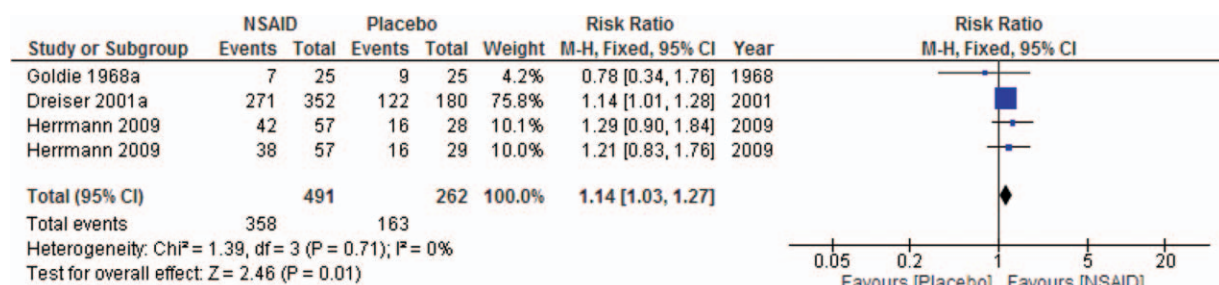 NSAID Placebo Risk Ratio Risk Ratio
Study or Subgroup Events Total Events Total Weight M-H, Fixed, 95% CI Year M-H, Fixed, 95% CI
Goldie 1968a 7 25 9 25 4.2% 0.78 [0.34, 1.76] 1968
Dreiser 2001a 271 352 122 180 75.8% 1.14 [1.01, 1.28] 2001
Herrmann 2009 42 57 16 28 10.1% 1.29 [0.90, 1.84] 2009
Herrmann 2009 38 57 16 29 10.0% 1.21 [0.83, 1.76] 2009
Total (95% CI) 491 262 100.0% 1.14 [1.03, 1.27]
Total events 358 163
Heterogeneity: Chi² = 1.39, df = 3 (P = 0.71); I² = 0%
Test for overall effect: Z = 2.46 (P = 0.01)
0.05 0.2 1 5 20
Favours [Placebo] Favours [NSAID]